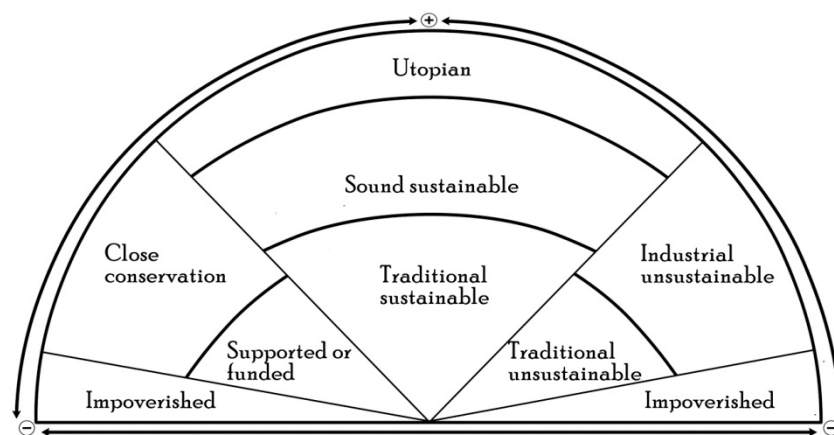 +
Utopian
Sound sustainable
Close
conservation
Traditional
sustainable
Industrial
unsustainable
Supported or
funded
Traditional
unsustainable
Impoverished
Impoverished
−
−